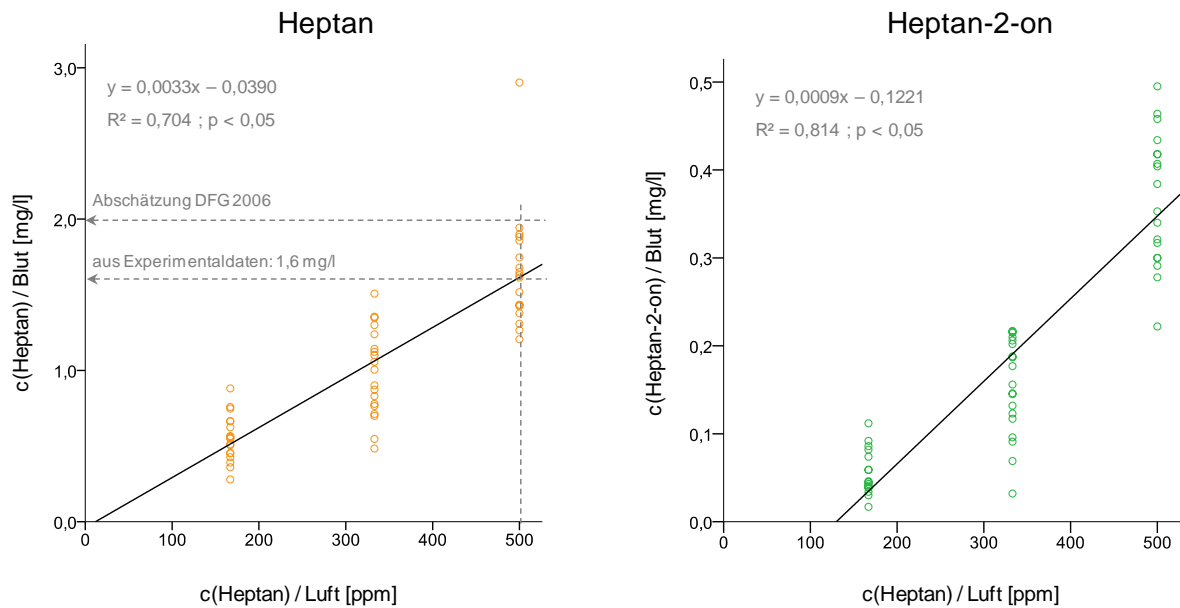 Heptan
y = 0,0033x – 0,0390
R² = 0,704 ; p < 0,05
Abschätzung DFG 2006
aus Experimentaldaten: 1,6 mg/l
c(Heptan) / Blut [mg/l]
3,0
2,0
1,0
0,0
0 100 200 300 400 500
c(Heptan) / Luft [ppm]
Heptan-2-on
y = 0,0009x – 0,1221
R² = 0,814 ; p < 0,05
c(Heptan-2-on) / Blut [mg/l]
0,5
0,4
0,3
0,2
0,1
0,0
0 100 200 300 400 500
c(Heptan) / Luft [ppm]